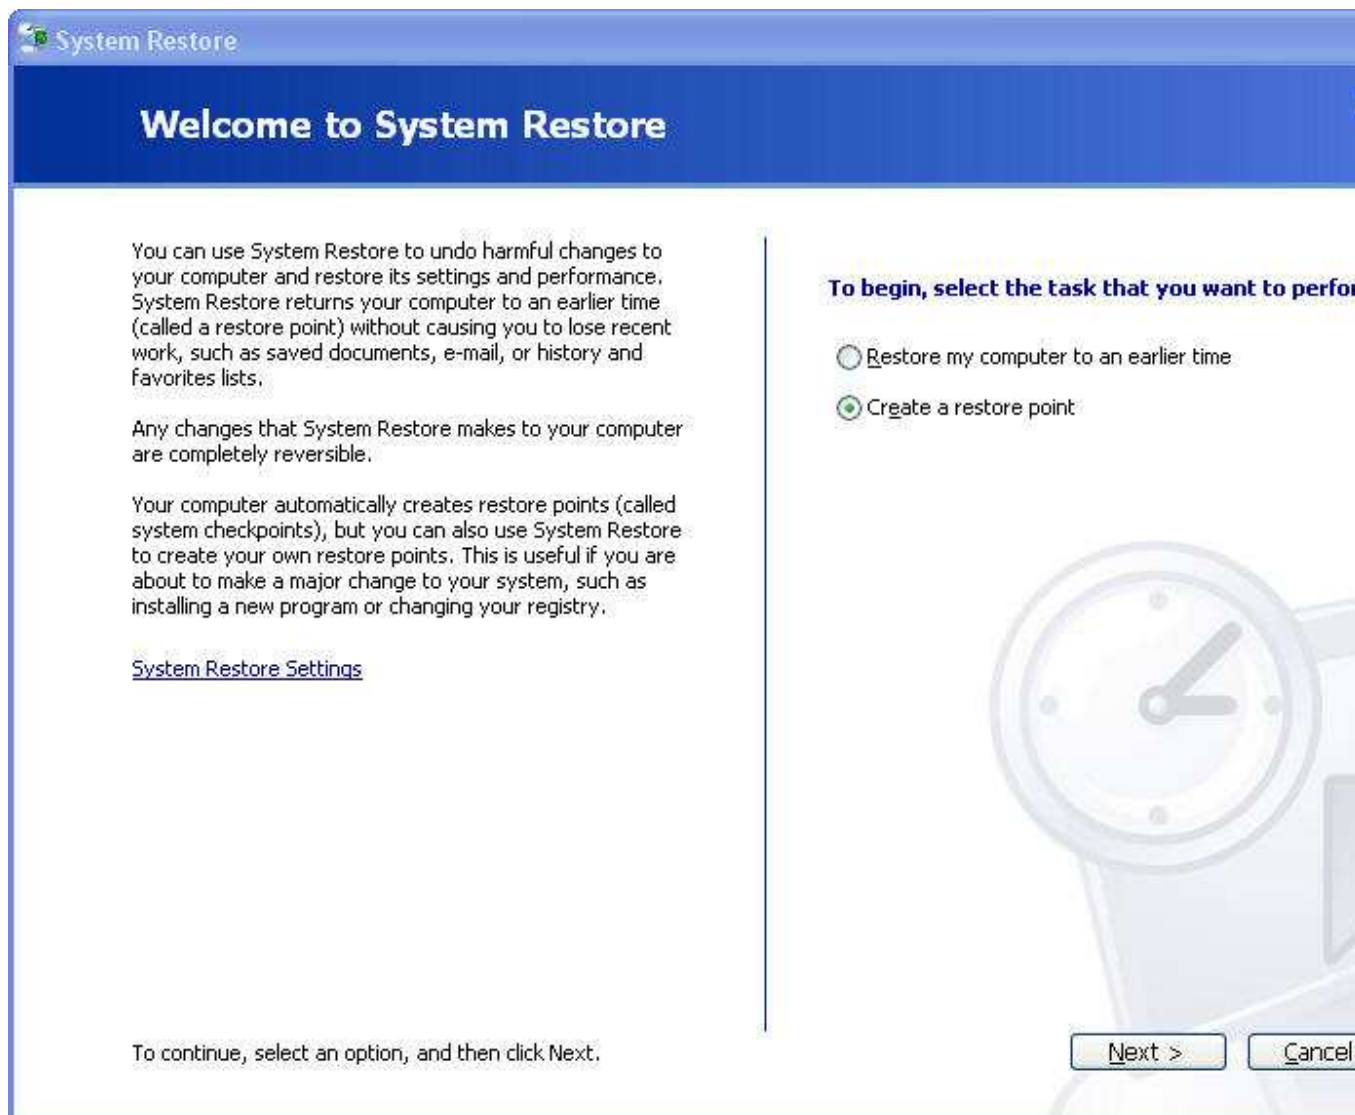 System Restore
Welcome to System Restore
You can use System Restore to undo harmful changes to
your computer and restore its settings and performance.
System Restore returns your computer to an earlier time
(called a restore point) without causing you to lose recent
work, such as saved documents, e-mail, or history and
favorites lists.
Any changes that System Restore makes to your computer
are completely reversible.
Your computer automatically creates restore points (called
system checkpoints), but you can also use System Restore
to create your own restore points. This is useful if you are
about to make a major change to your system, such as
installing a new program or changing your registry.
System Restore Settings
To continue, select an option, and then click Next.
To begin, select the task that you want to perfor
Restore my computer to an earlier time
Create a restore point
Next >
Cancel